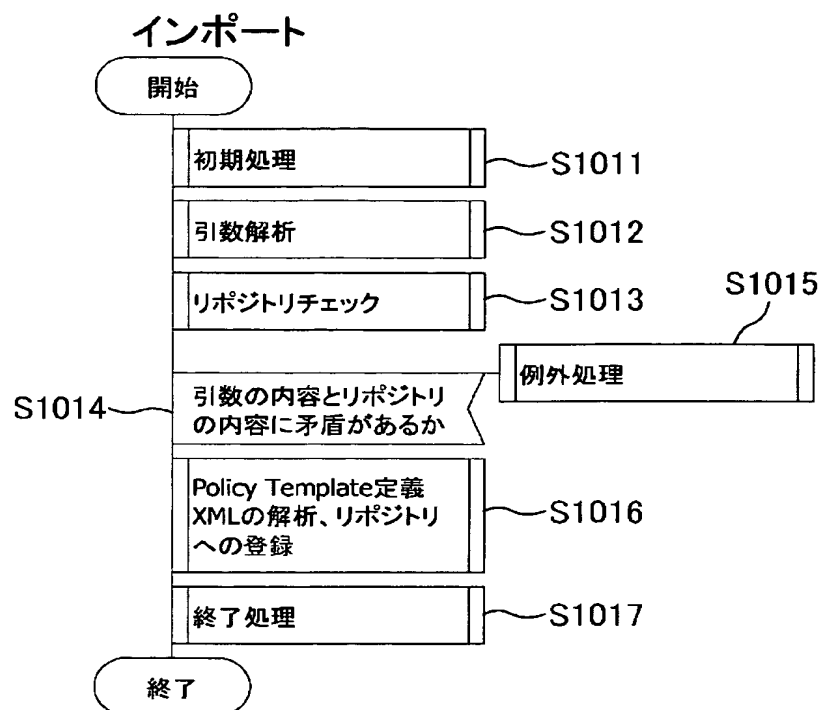 インポート
開始
初期処理
S1011
引数解析
S1012
リポジトリチェック
S1013
S1015
例外処理
S1014
引数の内容とリポジトリ
の内容に矛盾があるか
Policy Template定義
XMLの解析、リポジトリ
への登録
S1016
終了処理
S1017
終了